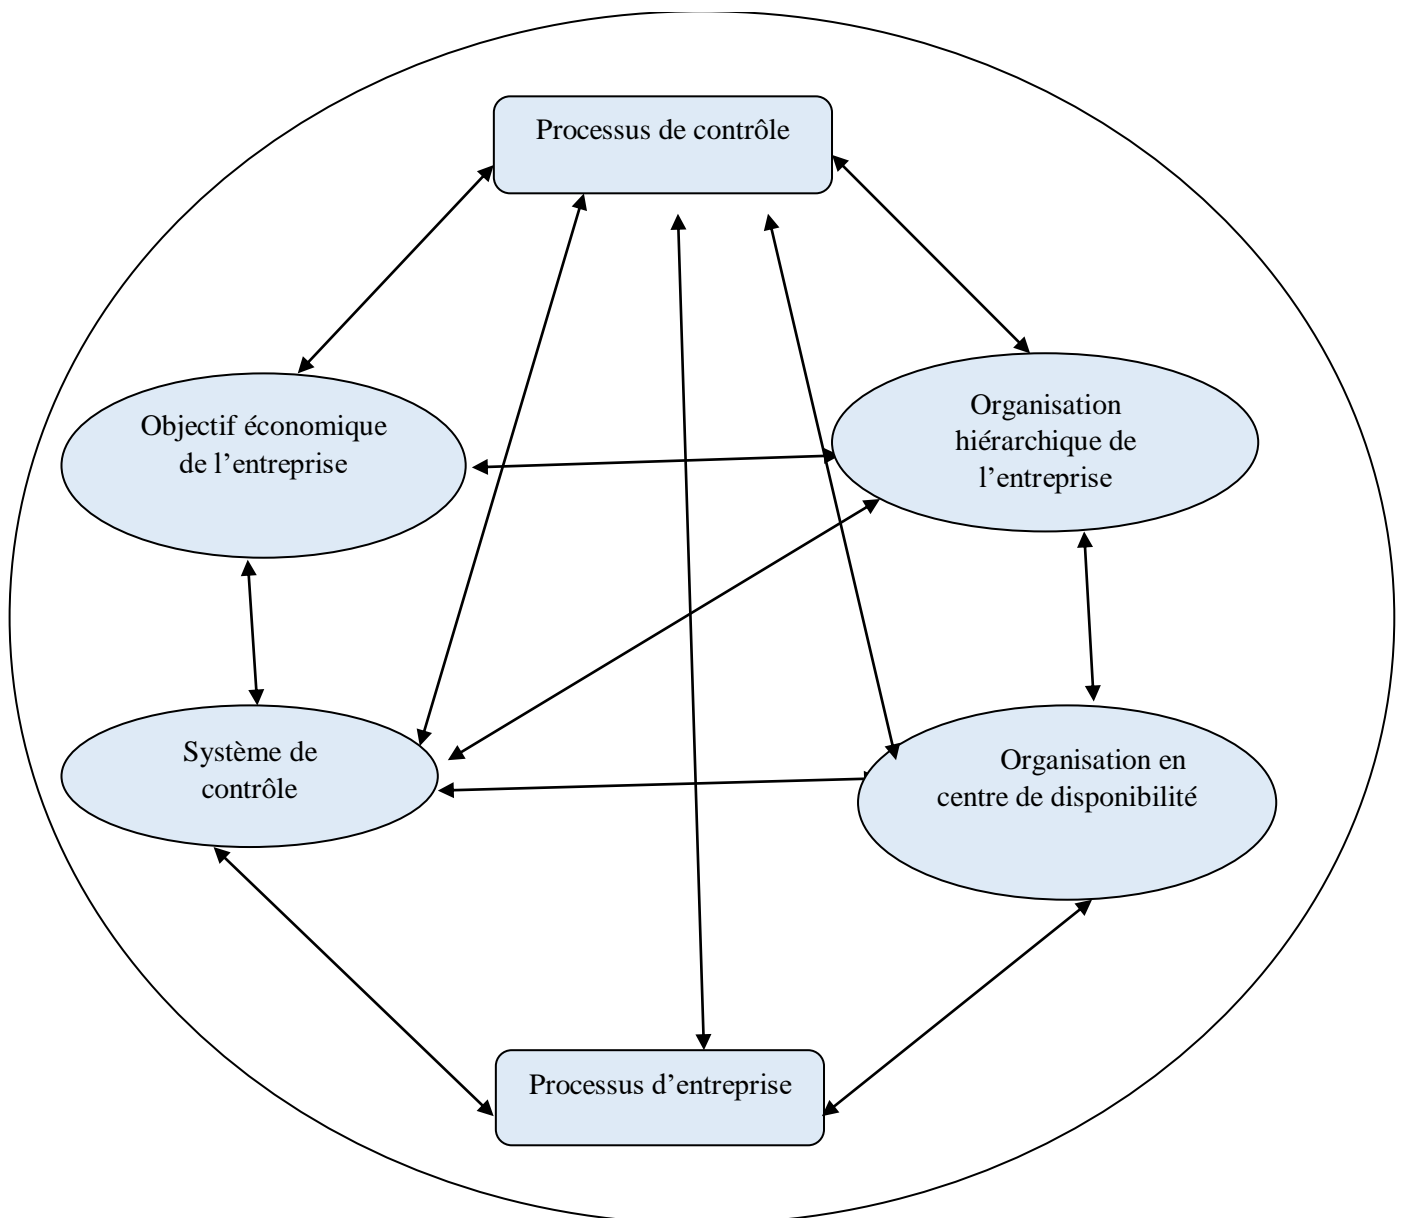 Processus de contrôle
Objectif économique
de l’entreprise
Organisation
hiérarchique de
l’entreprise
Système de
contrôle
Organisation en
centre de disponibilité
Processus d’entreprise